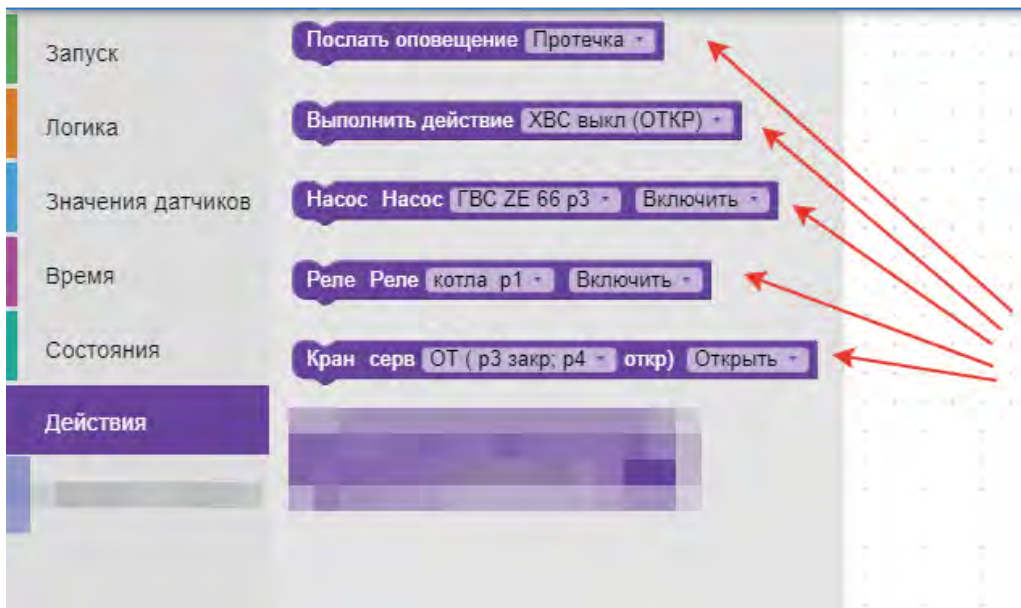 Запуск
Логика
Значения датчиков
Время
Состояния
Действия
Послать оповещение Протечка
Выполнить действие ХВС выкл (ОТКР)
Насос Насос ГВС ZE 66 р3 Включить
Реле Реле котла р1 Включить
Кран серв ОТ ( р3 закр; р4 откр) Открыть